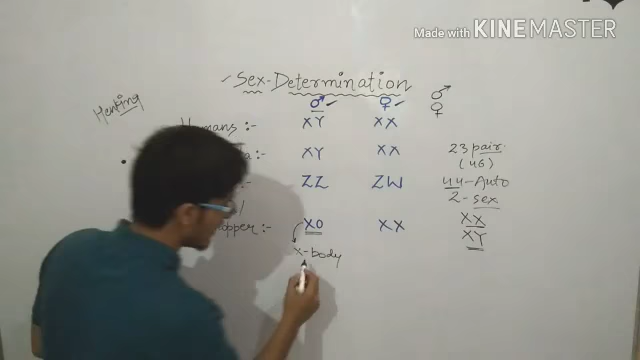 Made with KINEMASTER
Sex-Determination
Henking
♂ ♀
♂
♀
Humans :- XY XX
:- XY XX
23 pair
(46)
:- ZZ ZW
44-Auto
2-sex
:- XO XX
XX
XY
X-body